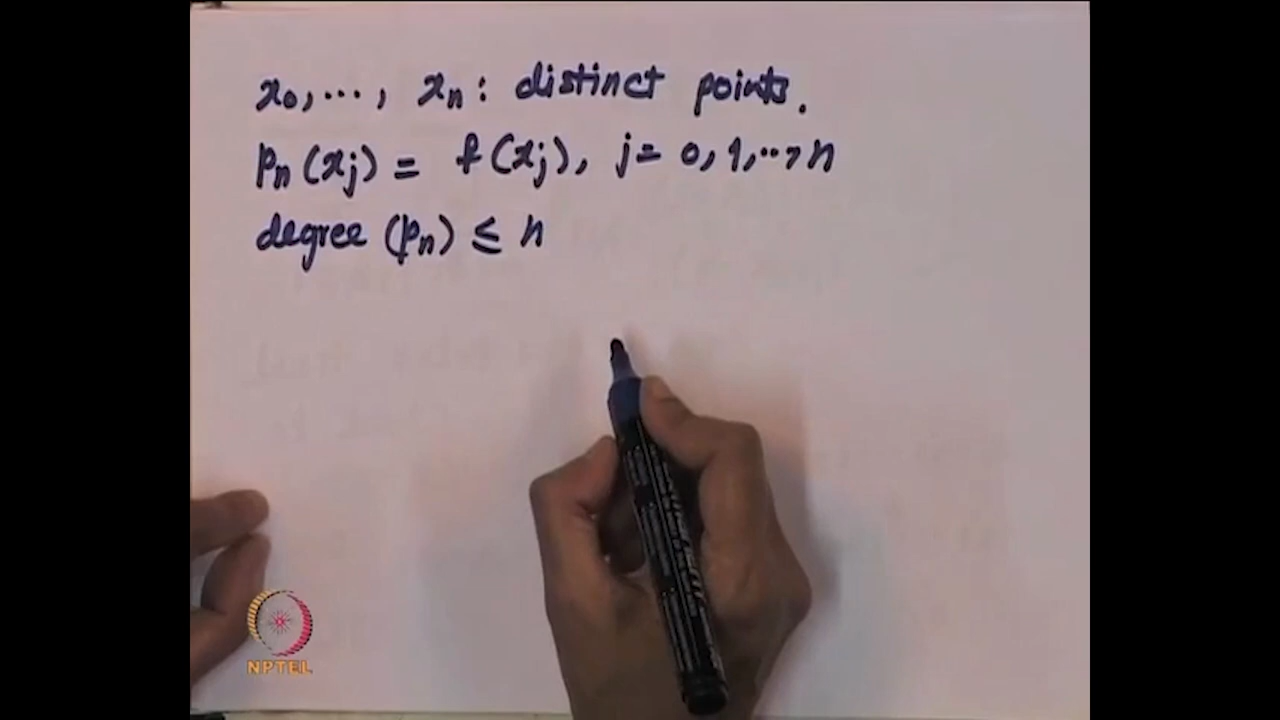 x₀, ..., xₙ : distinct points.
pₙ(xⱼ) = f(xⱼ), j = 0, 1, .., n
degree (pₙ) ≤ n
NPTEL